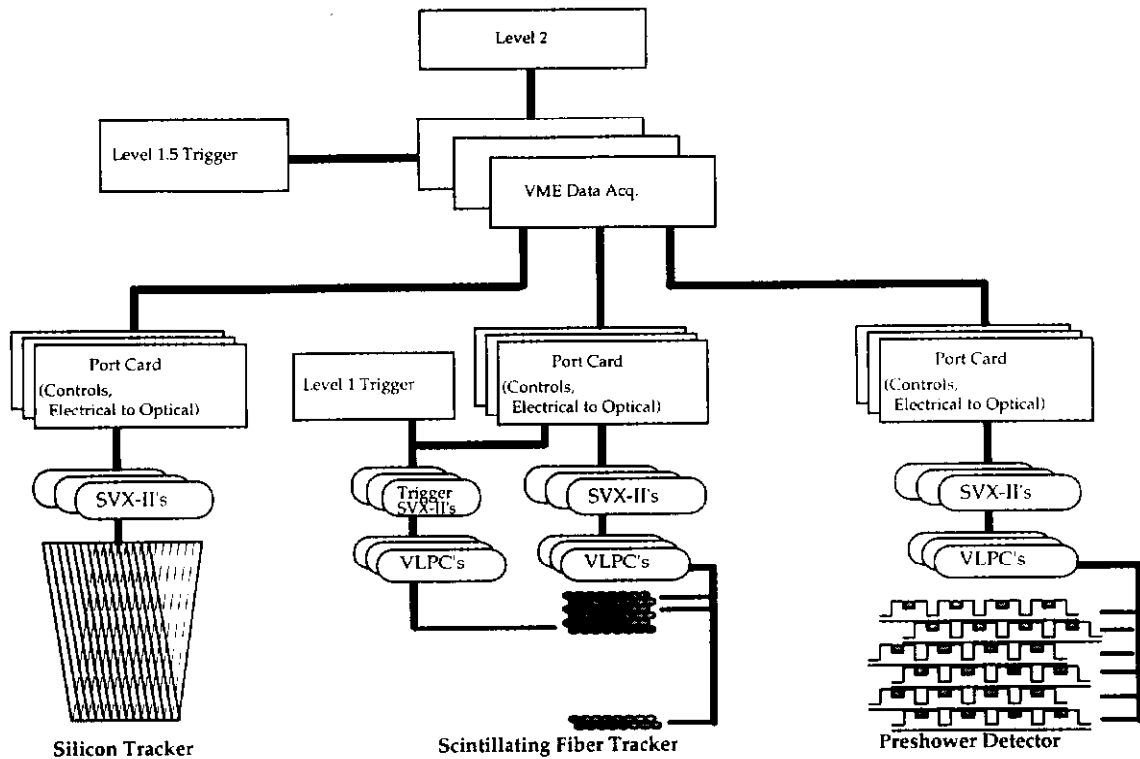 Level 2
Level 1.5 Trigger
VME Data Acq.
Port Card
(Controls,
Electrical to Optical)
Level 1 Trigger
Port Card
(Controls,
Electrical to Optical)
Port Card
(Controls,
Electrical to Optical)
SVX-II's
Trigger
SVX-II's
SVX-II's
SVX-II's
VLPC's
VLPC's
VLPC's
Silicon Tracker
Scintillating Fiber Tracker
Preshower Detector